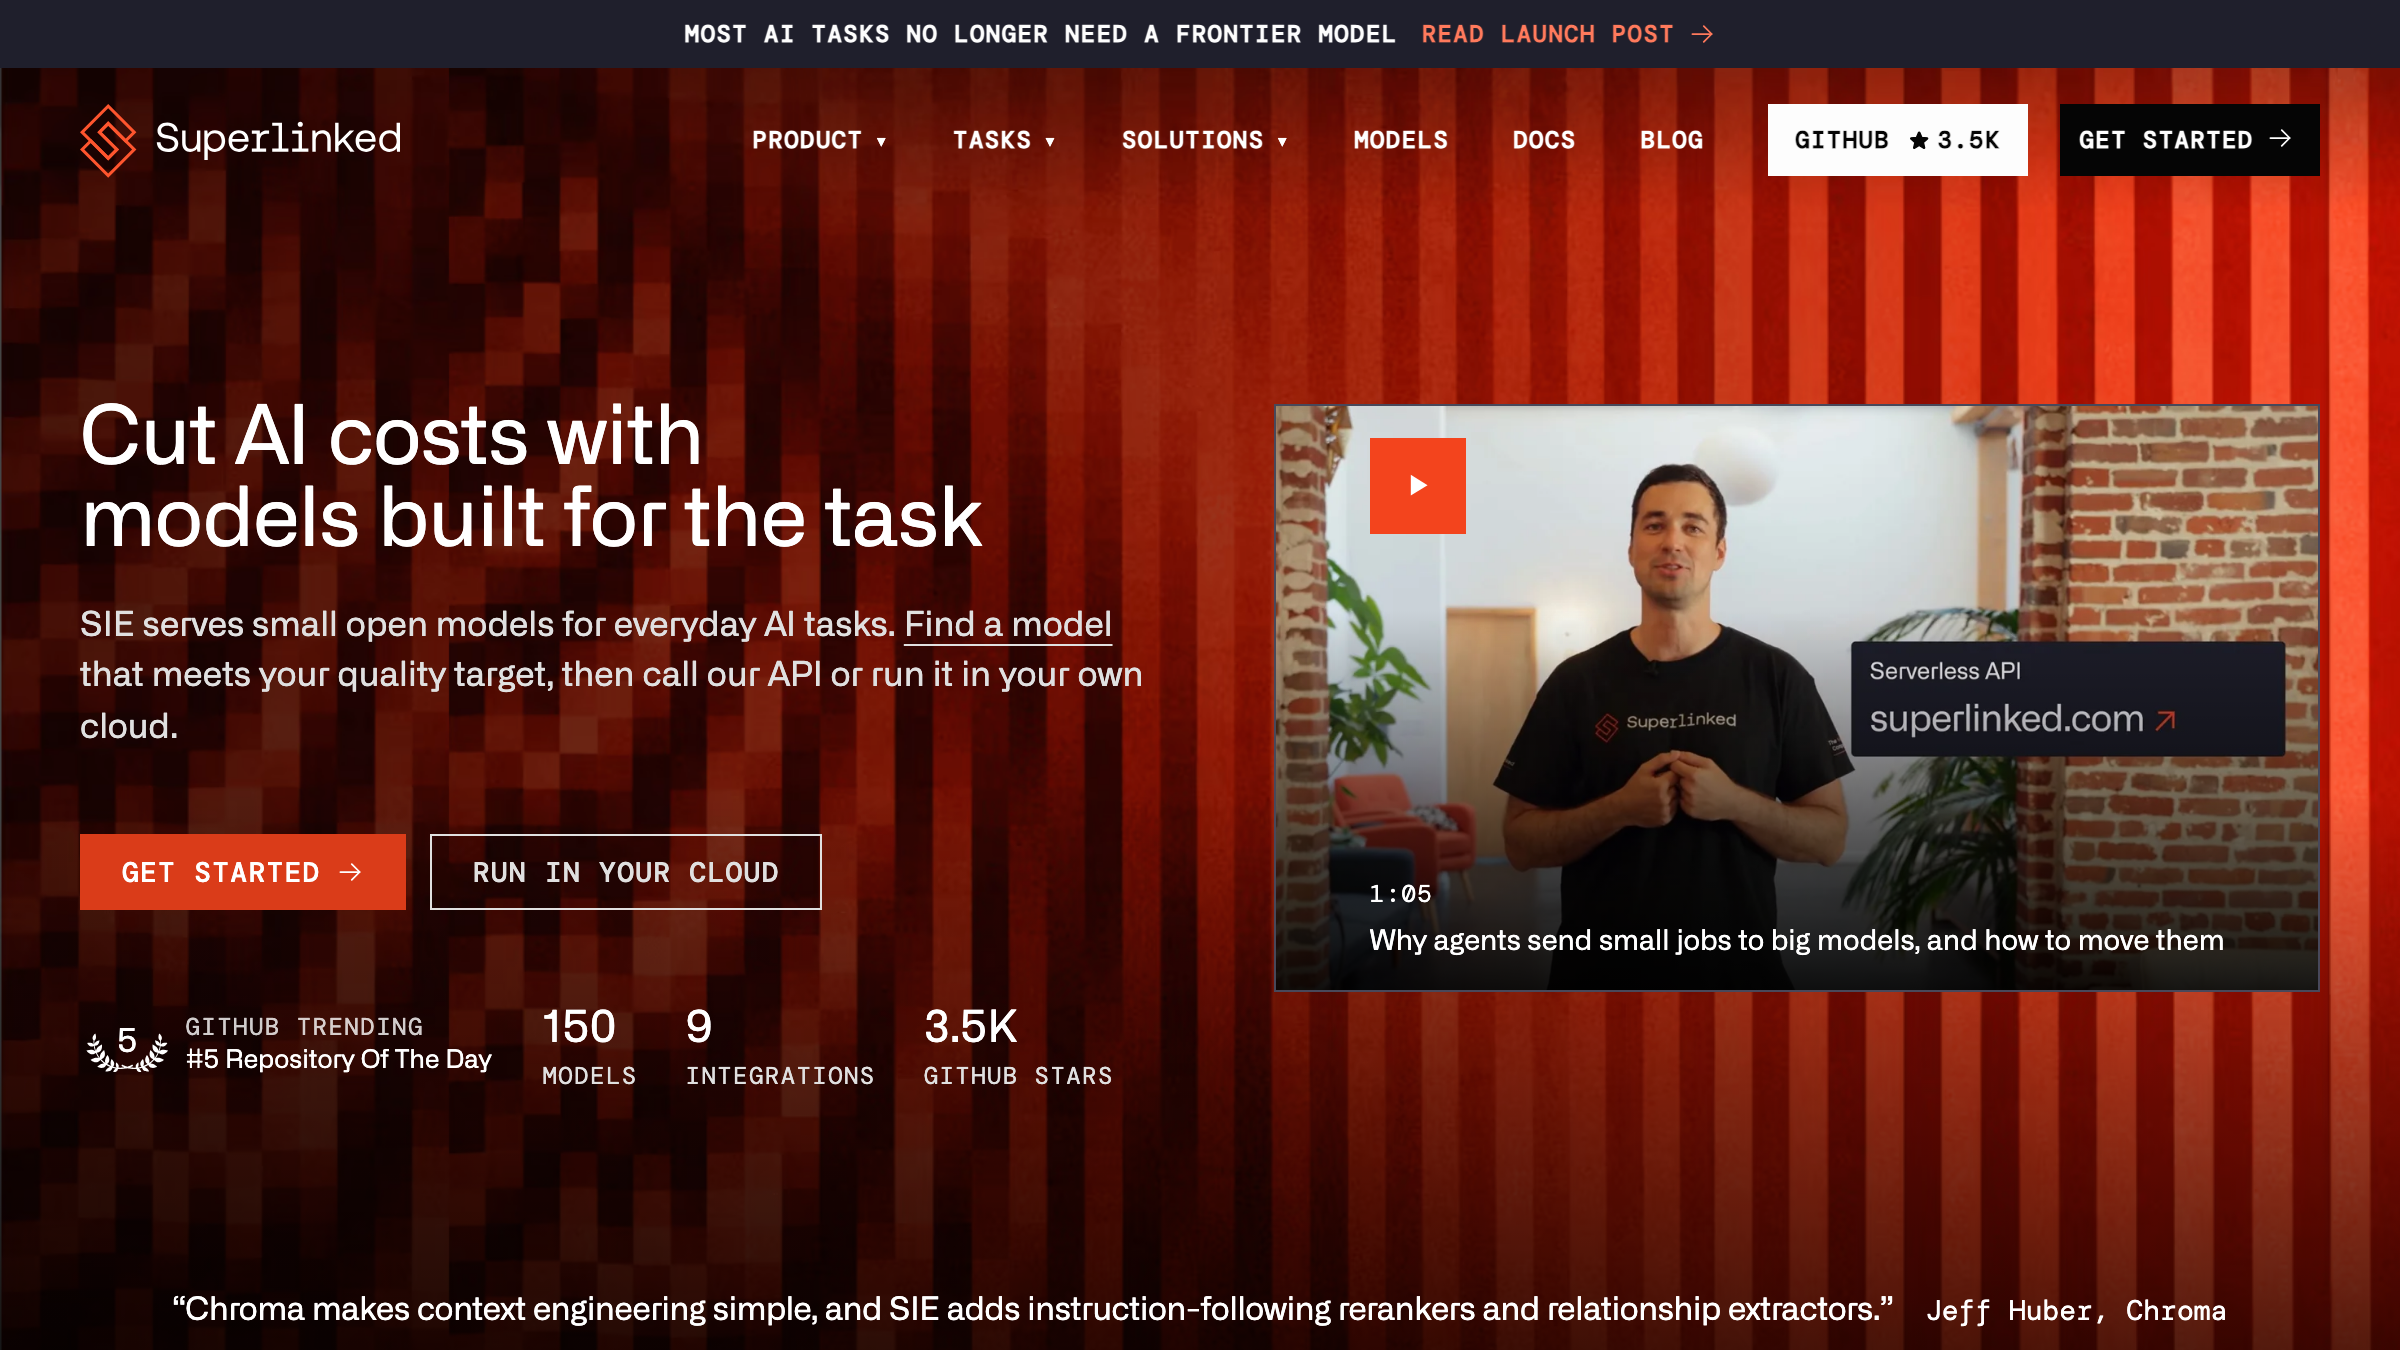 MOST AI TASKS NO LONGER NEED A FRONTIER MODEL READ LAUNCH POST →
Superlinked
PRODUCT ▼ TASKS ▼ SOLUTIONS ▼ MODELS DOCS BLOG GITHUB ★ 3.5K GET STARTED →
Cut AI costs with
models built for the task
SIE serves small open models for everyday AI tasks. Find a model
that meets your quality target, then call our API or run it in your own
cloud.
GET STARTED →
RUN IN YOUR CLOUD
5
GITHUB TRENDING
#5 Repository Of The Day
150
MODELS
9
INTEGRATIONS
3.5K
GITHUB STARS
Superlinked
Serverless API
superlinked.com ↗
1:05
Why agents send small jobs to big models, and how to move them
“Chroma makes context engineering simple, and SIE adds instruction-following rerankers and relationship extractors.” Jeff Huber, Chroma